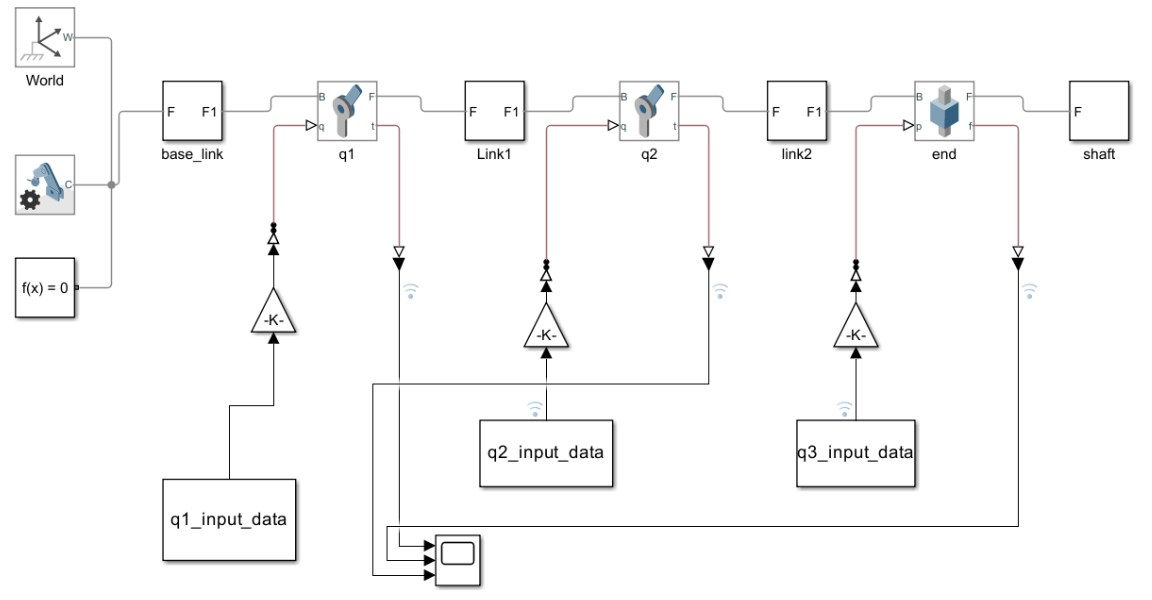 W
World
F F1
base_link
B F
q t
q1
F F1
Link1
B F
q t
q2
F F1
link2
B F
p f
end
F
shaft
C
f(x) = 0
-K-
-K-
-K-
q1_input_data
q2_input_data
q3_input_data